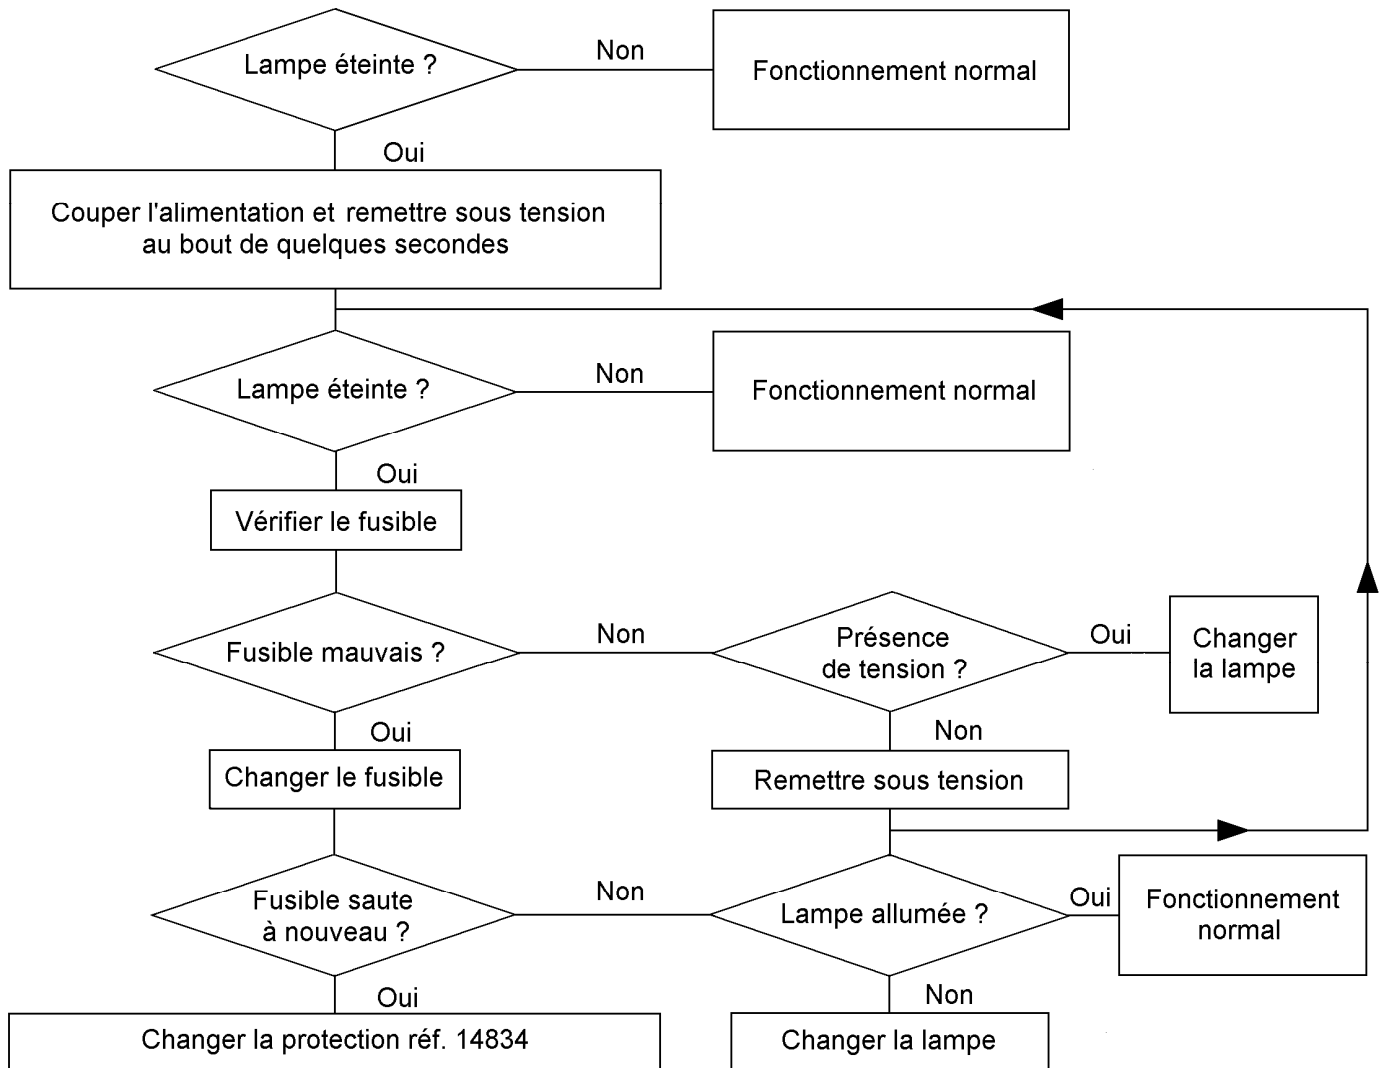 Lampe éteinte ?
Non
Fonctionnement normal
Oui
Couper l'alimentation et remettre sous tension
au bout de quelques secondes
Lampe éteinte ?
Non
Fonctionnement normal
Oui
Vérifier le fusible
Fusible mauvais ?
Non
Présence
de tension ?
Oui
Changer
la lampe
Oui
Non
Changer le fusible
Remettre sous tension
Fusible saute
à nouveau ?
Non
Lampe allumée ?
Oui
Fonctionnement
normal
Oui
Non
Changer la protection réf. 14834
Changer la lampe